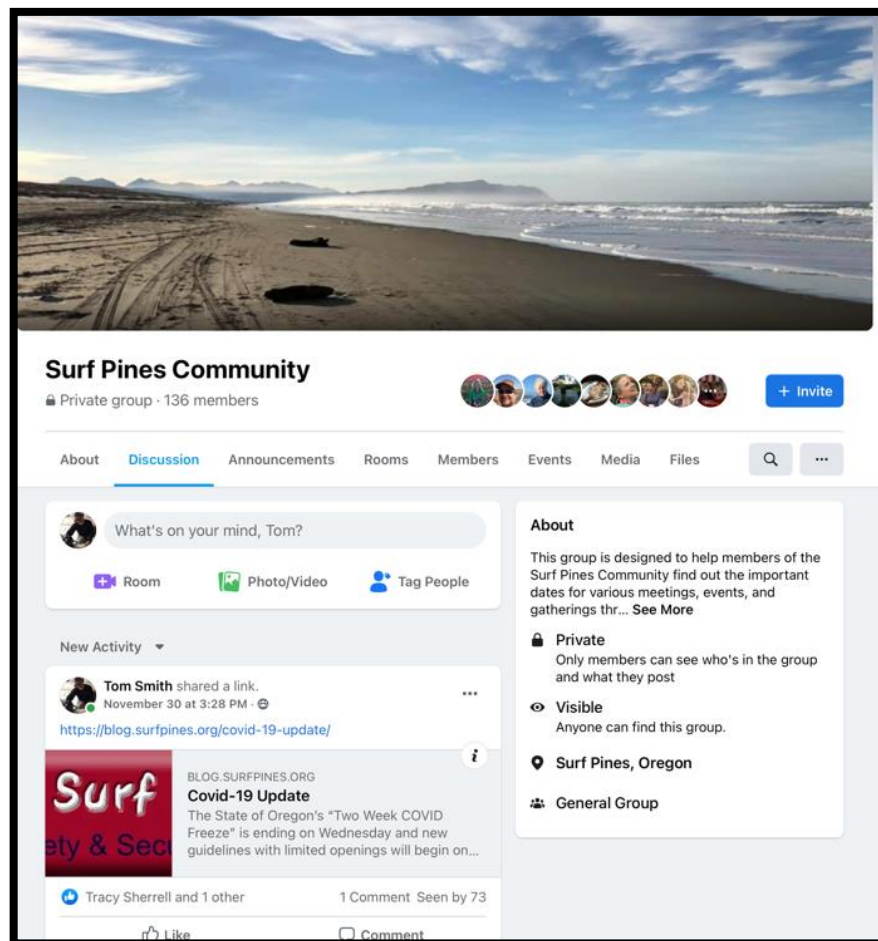 Surf Pines Community
Private group · 136 members
+ Invite
About Discussion Announcements Rooms Members Events Media Files
What's on your mind, Tom?
Room Photo/Video Tag People
New Activity
Tom Smith shared a link.
November 30 at 3:28 PM ·
https://blog.surfpines.org/covid-19-update/
Surf
ety & Secu
BLOG.SURFPINES.ORG
Covid-19 Update
The State of Oregon's “Two Week COVID
Freeze” is ending on Wednesday and new
guidelines with limited openings will begin on...
Tracy Sherrell and 1 other 1 Comment Seen by 73
Like Comment
About
This group is designed to help members of the
Surf Pines Community find out the important
dates for various meetings, events, and
gatherings thr... See More
Private
Only members can see who's in the group
and what they post
Visible
Anyone can find this group.
Surf Pines, Oregon
General Group